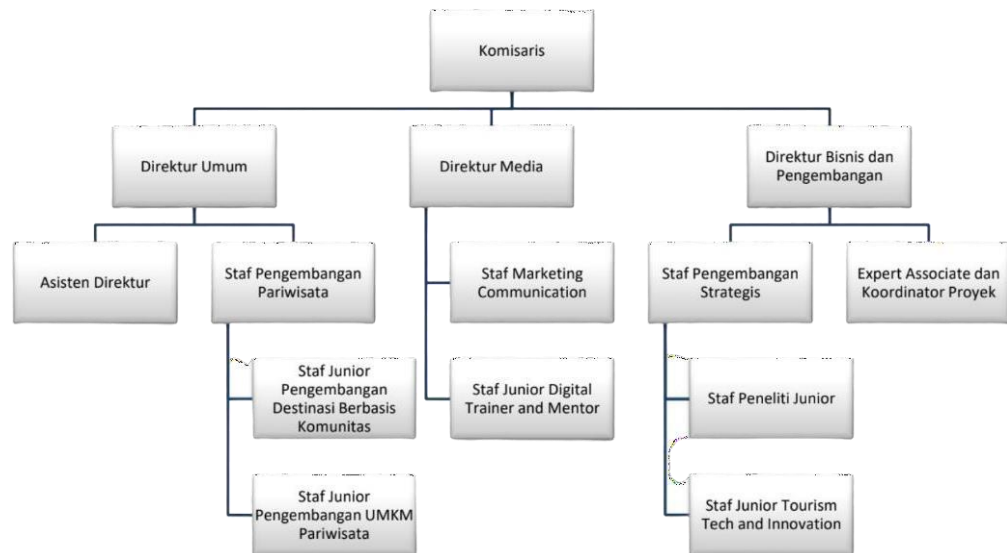 Komisaris
Direktur Umum
Direktur Media
Direktur Bisnis dan
Pengembangan
Asisten Direktur
Staf Pengembangan
Pariwisata
Staf Marketing
Communication
Staf Pengembangan
Strategis
Expert Associate dan
Koordinator Proyek
Staf Junior
Pengembangan
Destinasi Berbasis
Komunitas
Staf Junior Digital
Trainer and Mentor
Staf Peneliti Junior
Staf Junior
Pengembangan UMKM
Pariwisata
Staf Junior Tourism
Tech and Innovation